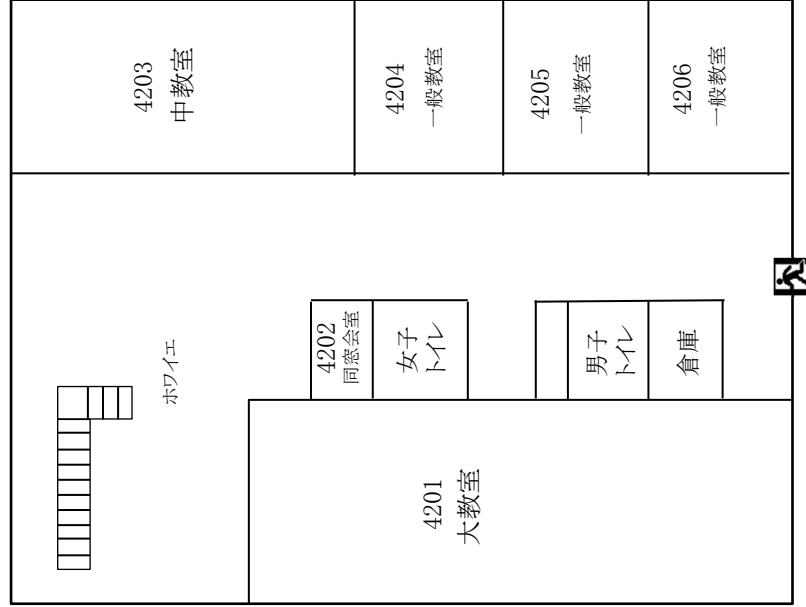 4203
中教室
4204
一般教室
4205
一般教室
4206
一般教室
ホワイエ
4202
同窓会室
女子
トイレ
男子
トイレ
倉庫
4201
大教室